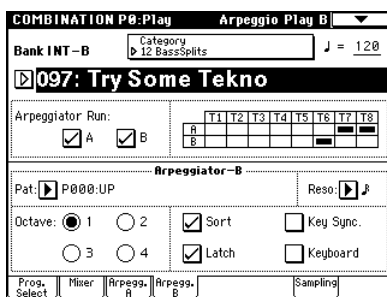 COMBINATION P0:Play Arpeggio Play B
Bank INT-B Category 12 BassSplits ♩ = 120
097: Try Some Tekno
Arpeggiator Run: A B
T1 T2 T3 T4 T5 T6 T7 T8
A
B
Arpeggiator-B
Pat: P000:UP Reso: ♪
Octave: 1 2 Sort Key Sync.
3 4 Latch Keyboard
Prog. Select Mixer Arpegg. A Arpegg. B Sampling